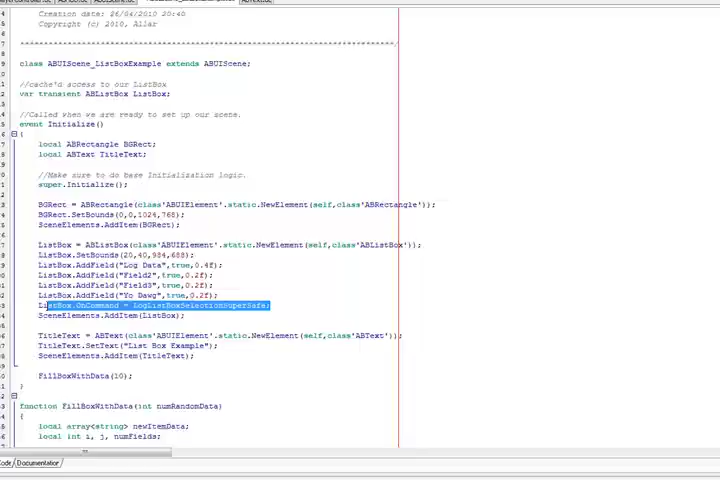 Creation date: 26/04/2010 20:40
Copyright (c) 2010, Allar
class ABUIScene_ListBoxExample extends ABUIScene;
//cache'd access to our ListBox
var transient ABListBox ListBox;
//Called when we are ready to set up our scene.
event Initialize()
{
local ABRectangle BGRect;
local ABText TitleText;
//Make sure to do base Initialization logic.
super.Initialize();
BGRect = ABRectangle(class'ABUIElement'.static.NewElement(self,class'ABRectangle'));
BGRect.SetBounds(0,0,1024,768);
SceneElements.AddItem(BGRect);
ListBox = ABListBox(class'ABUIElement'.static.NewElement(self,class'ABListBox'));
ListBox.SetBounds(20,40,984,688);
ListBox.AddField("Log Data",true,0.4f);
ListBox.AddField("Field2",true,0.2f);
ListBox.AddField("Field3",true,0.2f);
ListBox.AddField("Yo Dawg",true,0.2f);
ListBox.OnCommand = LogListBoxSelectionSuperSafe;
SceneElements.AddItem(ListBox);
TitleText = ABText(class'ABUIElement'.static.NewElement(self,class'ABText'));
TitleText.SetText("List Box Example");
SceneElements.AddItem(TitleText);
FillBoxWithData(10);
}
function FillBoxWithData(int numRandomData)
{
local array<string> newItemData;
local int i, j, numFields;
Code Documentation